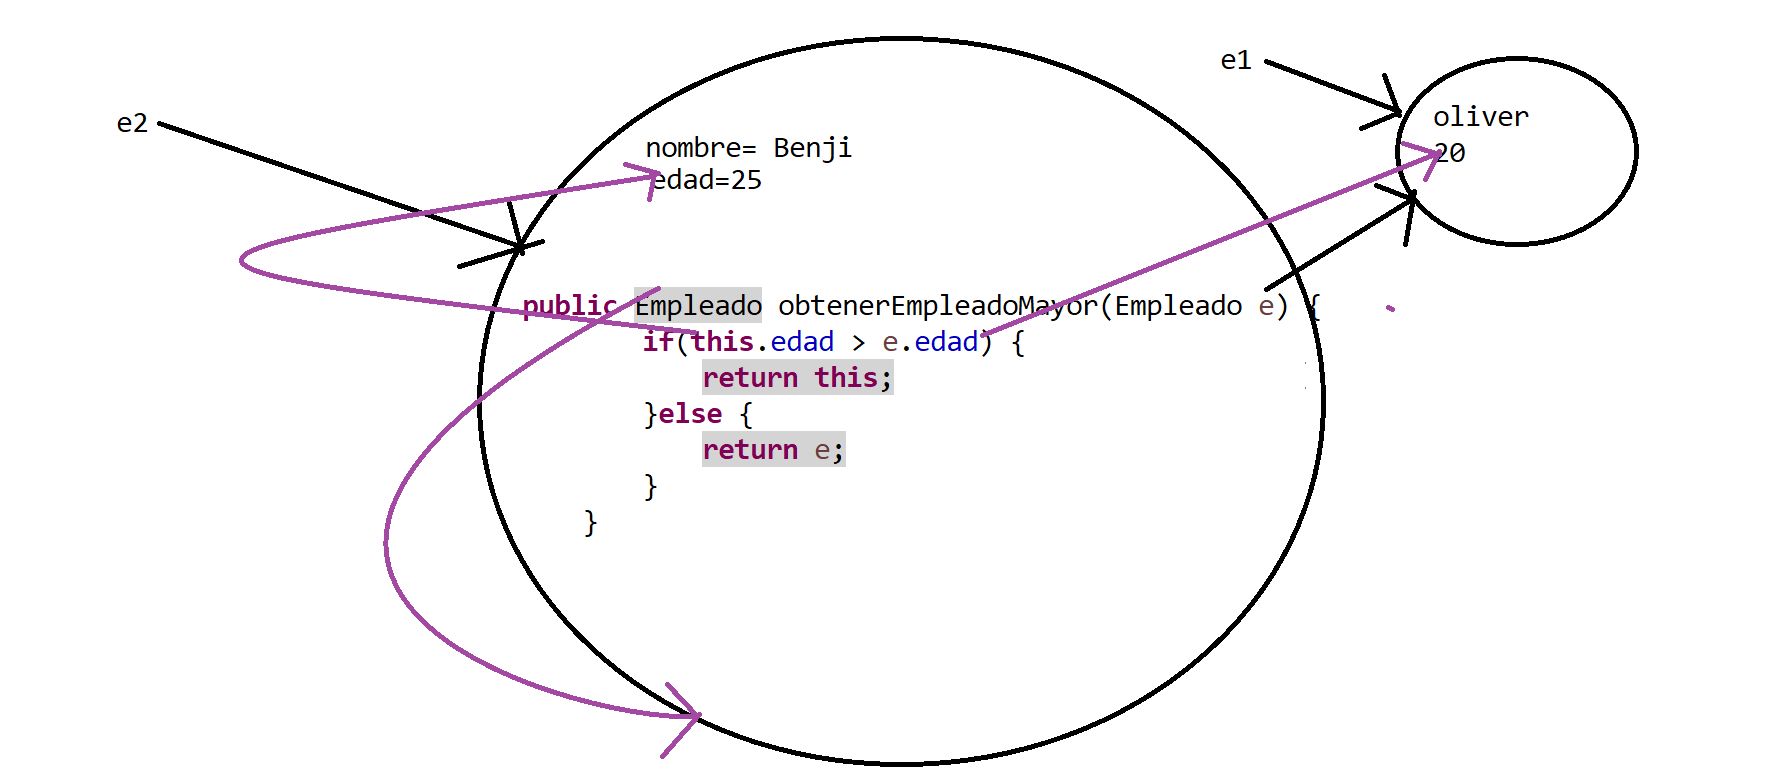 e1
oliver
20
e2
nombre= Benji
edad=25
public Empleado obtenerEmpleadoMayor(Empleado e) {
if(this.edad > e.edad) {
return this;
}else {
return e;
}
}